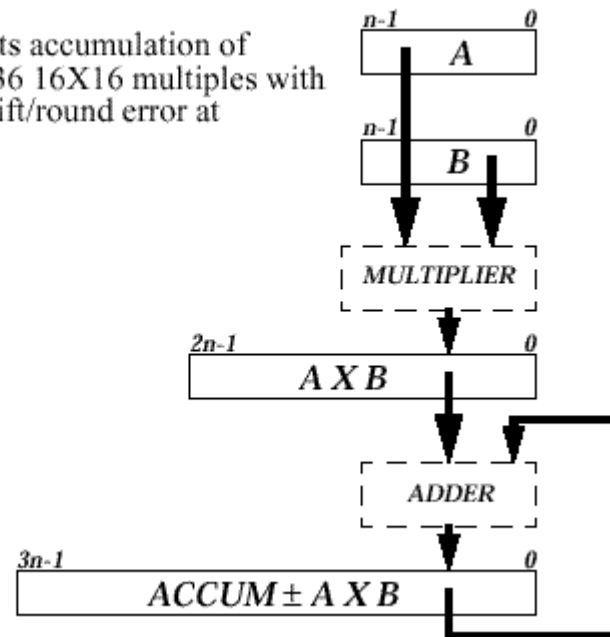 ts accumulation of
36 16X16 multiples with
ift/round error at
n-1 0
A
n-1 0
B
MULTIPLIER
2n-1 0
A X B
ADDER
3n-1 0
ACCUM ± A X B